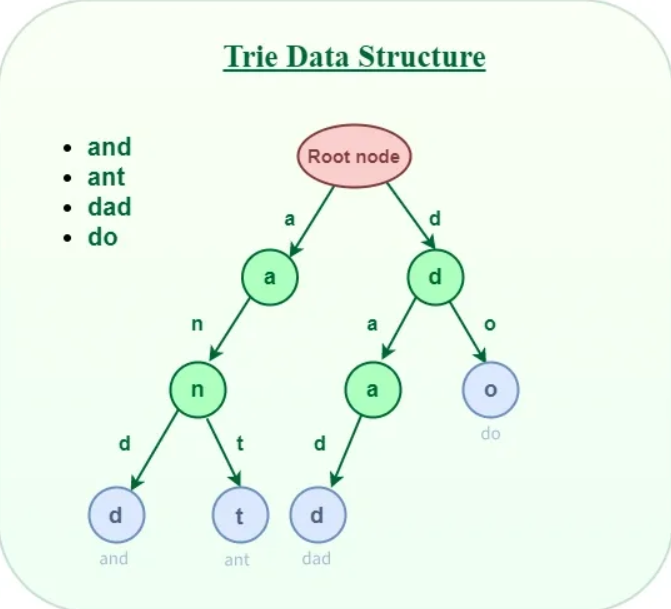 Trie Data Structure
• and
• ant
• dad
• do
Root node
a
d
a
d
n
a
o
n
a
o
do
d
t
d
d
t
d
and
ant
dad